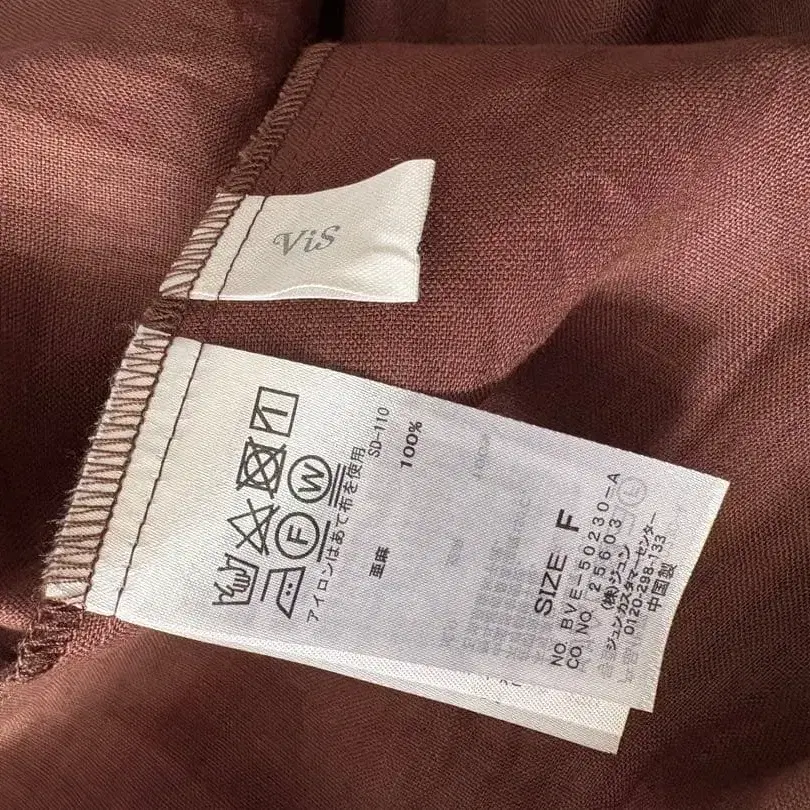 ViS
F
W
アイロンはあて布を使用
SD-110
亜麻 100%
SIZE F
NO. BVE-50230-A
CO. NO 25603
(株)ジュン
ジュンカスタマーセンター
0120-298-133
中国製